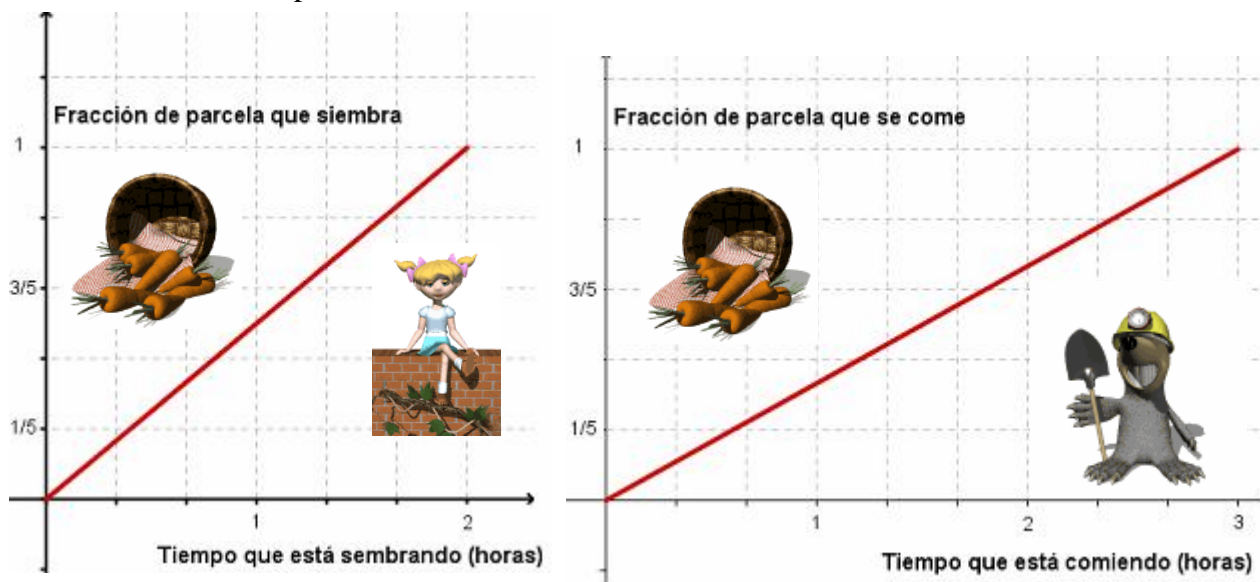 Fracción de parcela que siembra
1
3/5
1/5
1
2
Tiempo que está sembrando (horas)
Fracción de parcela que se come
1
3/5
1/5
1
2
3
Tiempo que está comiendo (horas)